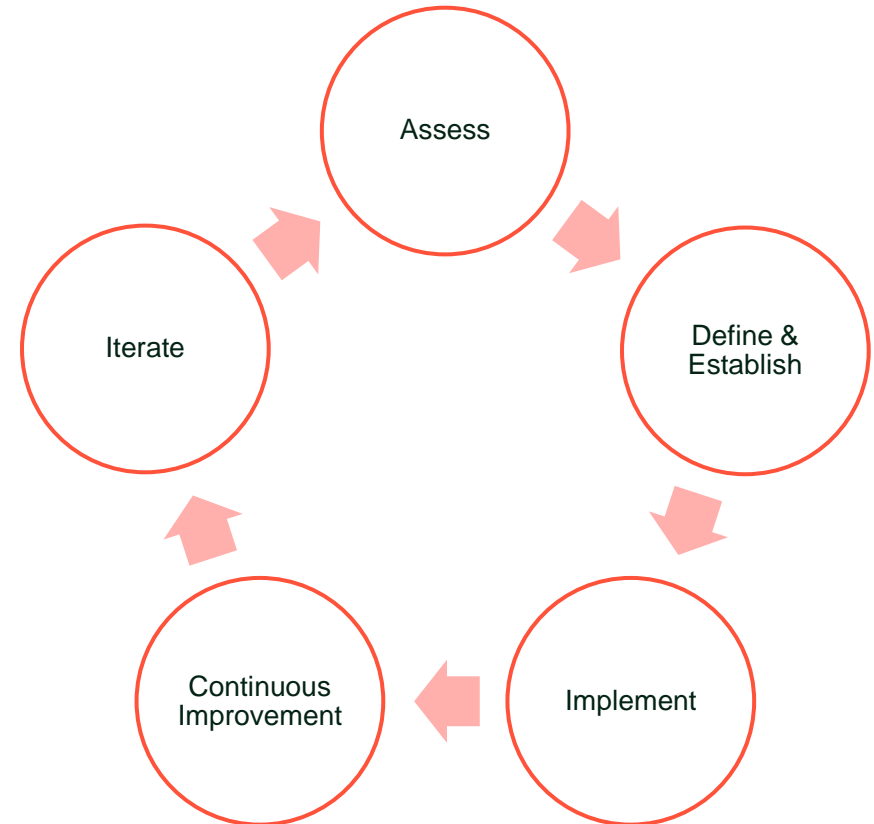 Assess
Define &
Establish
Implement
Continuous
Improvement
Iterate